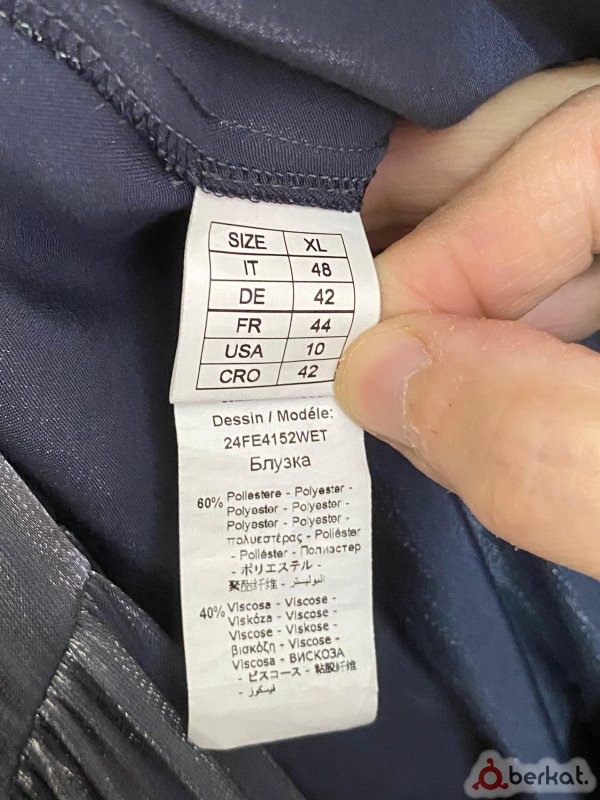 SIZE XL
IT 48
DE 42
FR 44
USA 10
CRO 42
Dessin / Modéle:
24FE4152WET
Блузка
60% Poliestere - Polyester -
Polyester - Polyester -
Polyester - Polyester -
πολυεστέρας - Poliester
- Poliéster - Полиэстер
- ポリエステル -
聚酯纤维 - البوليستر
40% Viscosa - Viscose -
Viskóza - Viscose -
Viscose - Viskose -
βισκόζη - Viscose -
Viscosa - ВИСКОЗА
- ビスコース - 粘胶纤维
- فيسكوز
berkat.